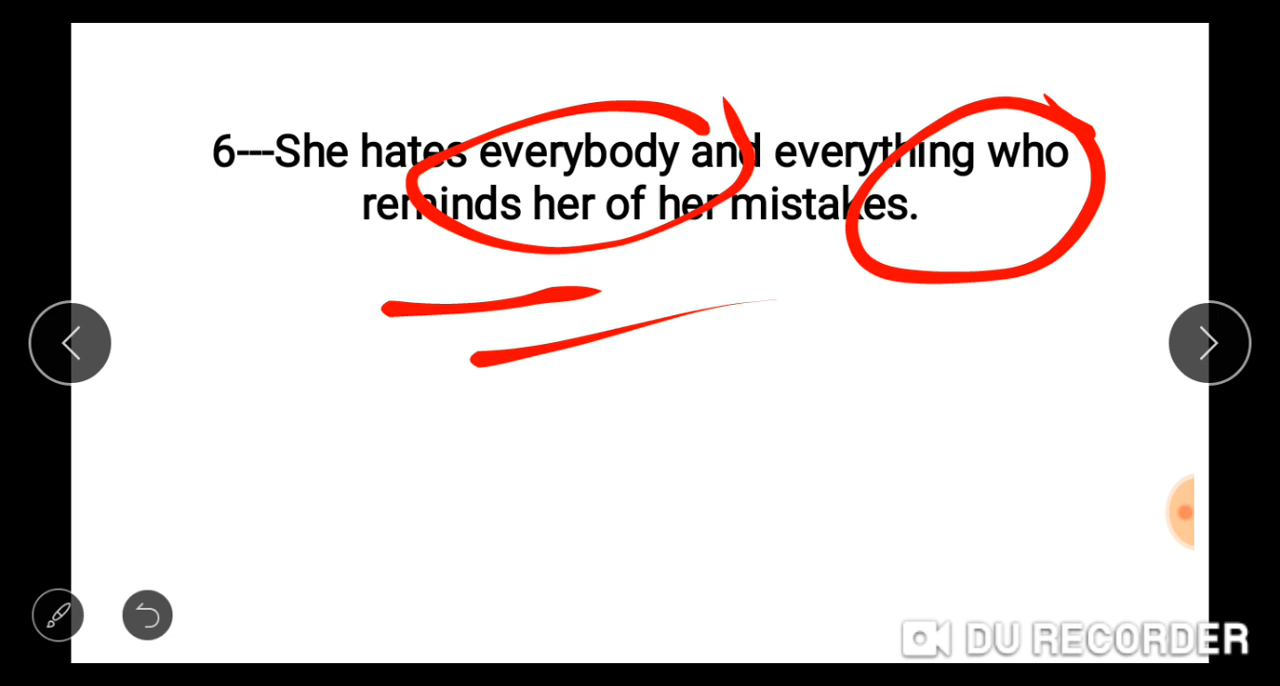 6---She hates everybody and everything who
reminds her of her mistakes.
DU RECORDER